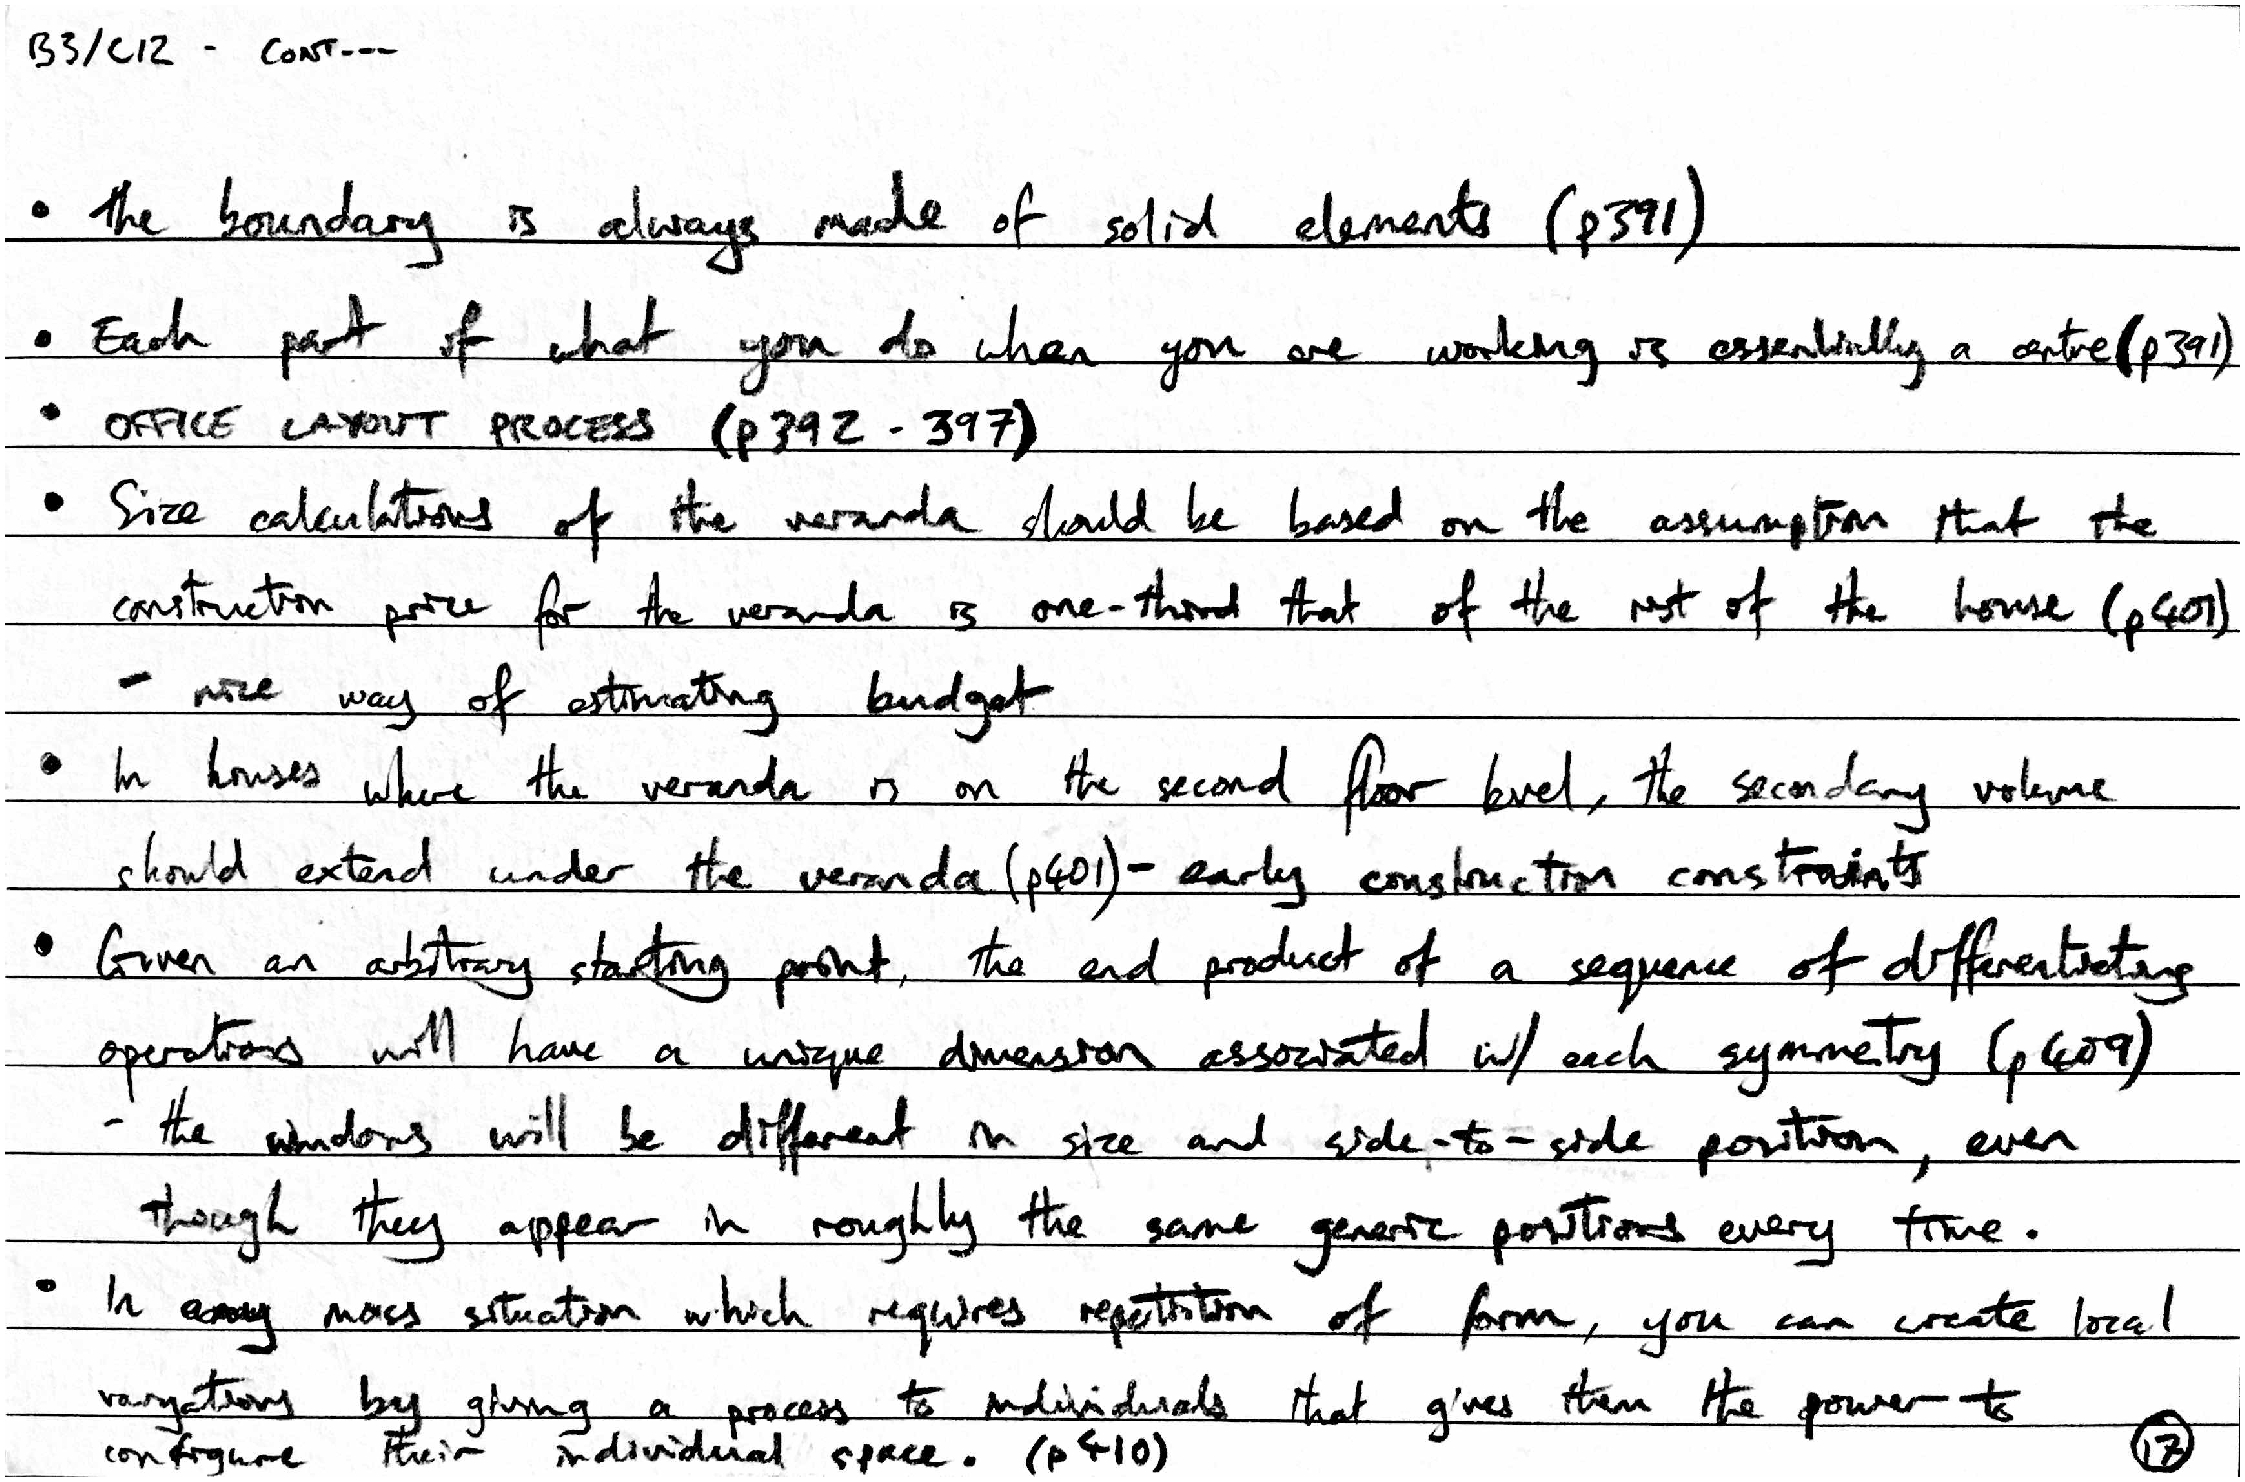 B3/C12 - CONT---
• the boundary is always made of solid elements (p391)
• Each part of what you do when you are working is essentially a centre (p391)
• OFFICE LAYOUT PROCESS (p392 - 397)
• Size calculations of the veranda should be based on the assumption that the
construction price for the veranda is one-third that of the rest of the house (p401)
- nice way of estimating budget
• In houses where the veranda is on the second floor level, the secondary volume
should extend under the veranda (p401) - early construction constraints
• Given an arbitrary starting point, the end product of a sequence of differentiating
operations will have a unique dimension associated w/ each symmetry (p409)
- the windows will be different in size and side-to-side position, even
though they appear in roughly the same generic positions every time.
• In any mass situation which requires repetition of form, you can create local
varyations by giving a process to individuals that gives them the power to
configure their individual space. (p410)
17